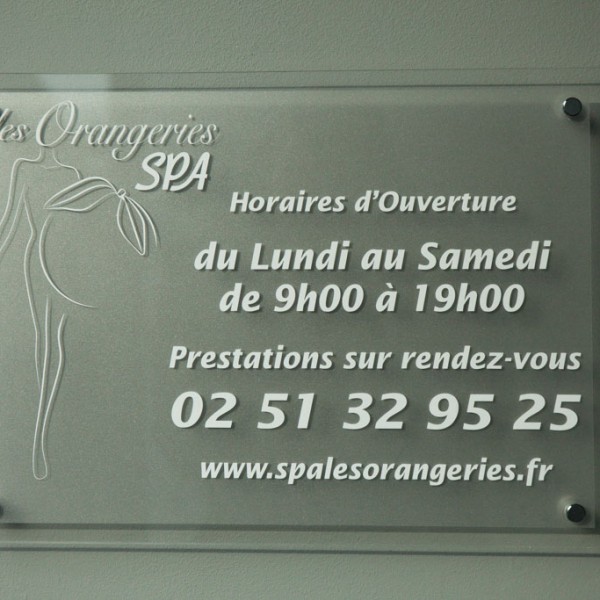 les Orangeries
SPA
Horaires d'Ouverture
du Lundi au Samedi
de 9h00 à 19h00
Prestations sur rendez-vous
02 51 32 95 25
www.spalesorangeries.fr